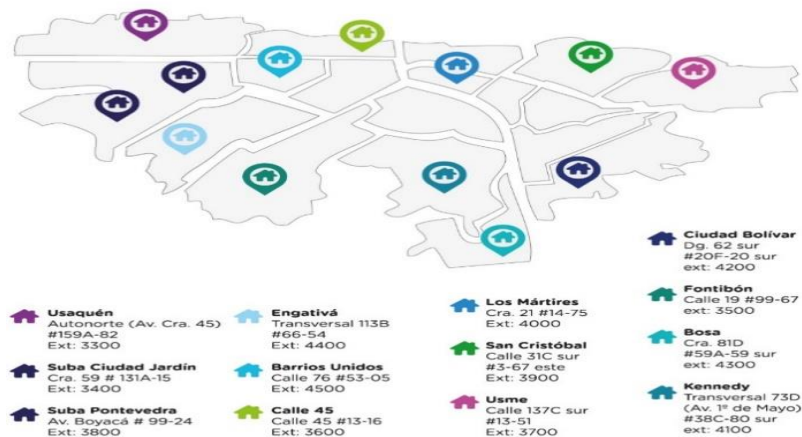 Usaquén
Autonorte (Av. Cra. 45)
#159A-82
Ext: 3300
Suba Ciudad Jardín
Cra. 59 # 131A-15
Ext: 3400
Suba Pontevedra
Av. Boyacá # 99-24
Ext: 3800
Engativá
Transversal 113B
#66-54
Ext: 4400
Barrios Unidos
Calle 76 #53-05
Ext: 4500
Calle 45
Calle 45 #13-16
Ext: 3600
Los Mártires
Cra. 21 #14-75
Ext: 4000
San Cristóbal
Calle 31C sur
#3-67 este
Ext: 3900
Usme
Calle 137C sur
#13-51
Ext: 3700
Ciudad Bolívar
Dg. 62 sur
#20F-20 sur
ext: 4200
Fontibón
Calle 19 #99-67
ext: 3500
Bosa
Cra. 81D
#59A-59 sur
ext: 4300
Kennedy
Transversal 73D
(Av. 1º de Mayo)
#38C-80 sur
ext: 4100